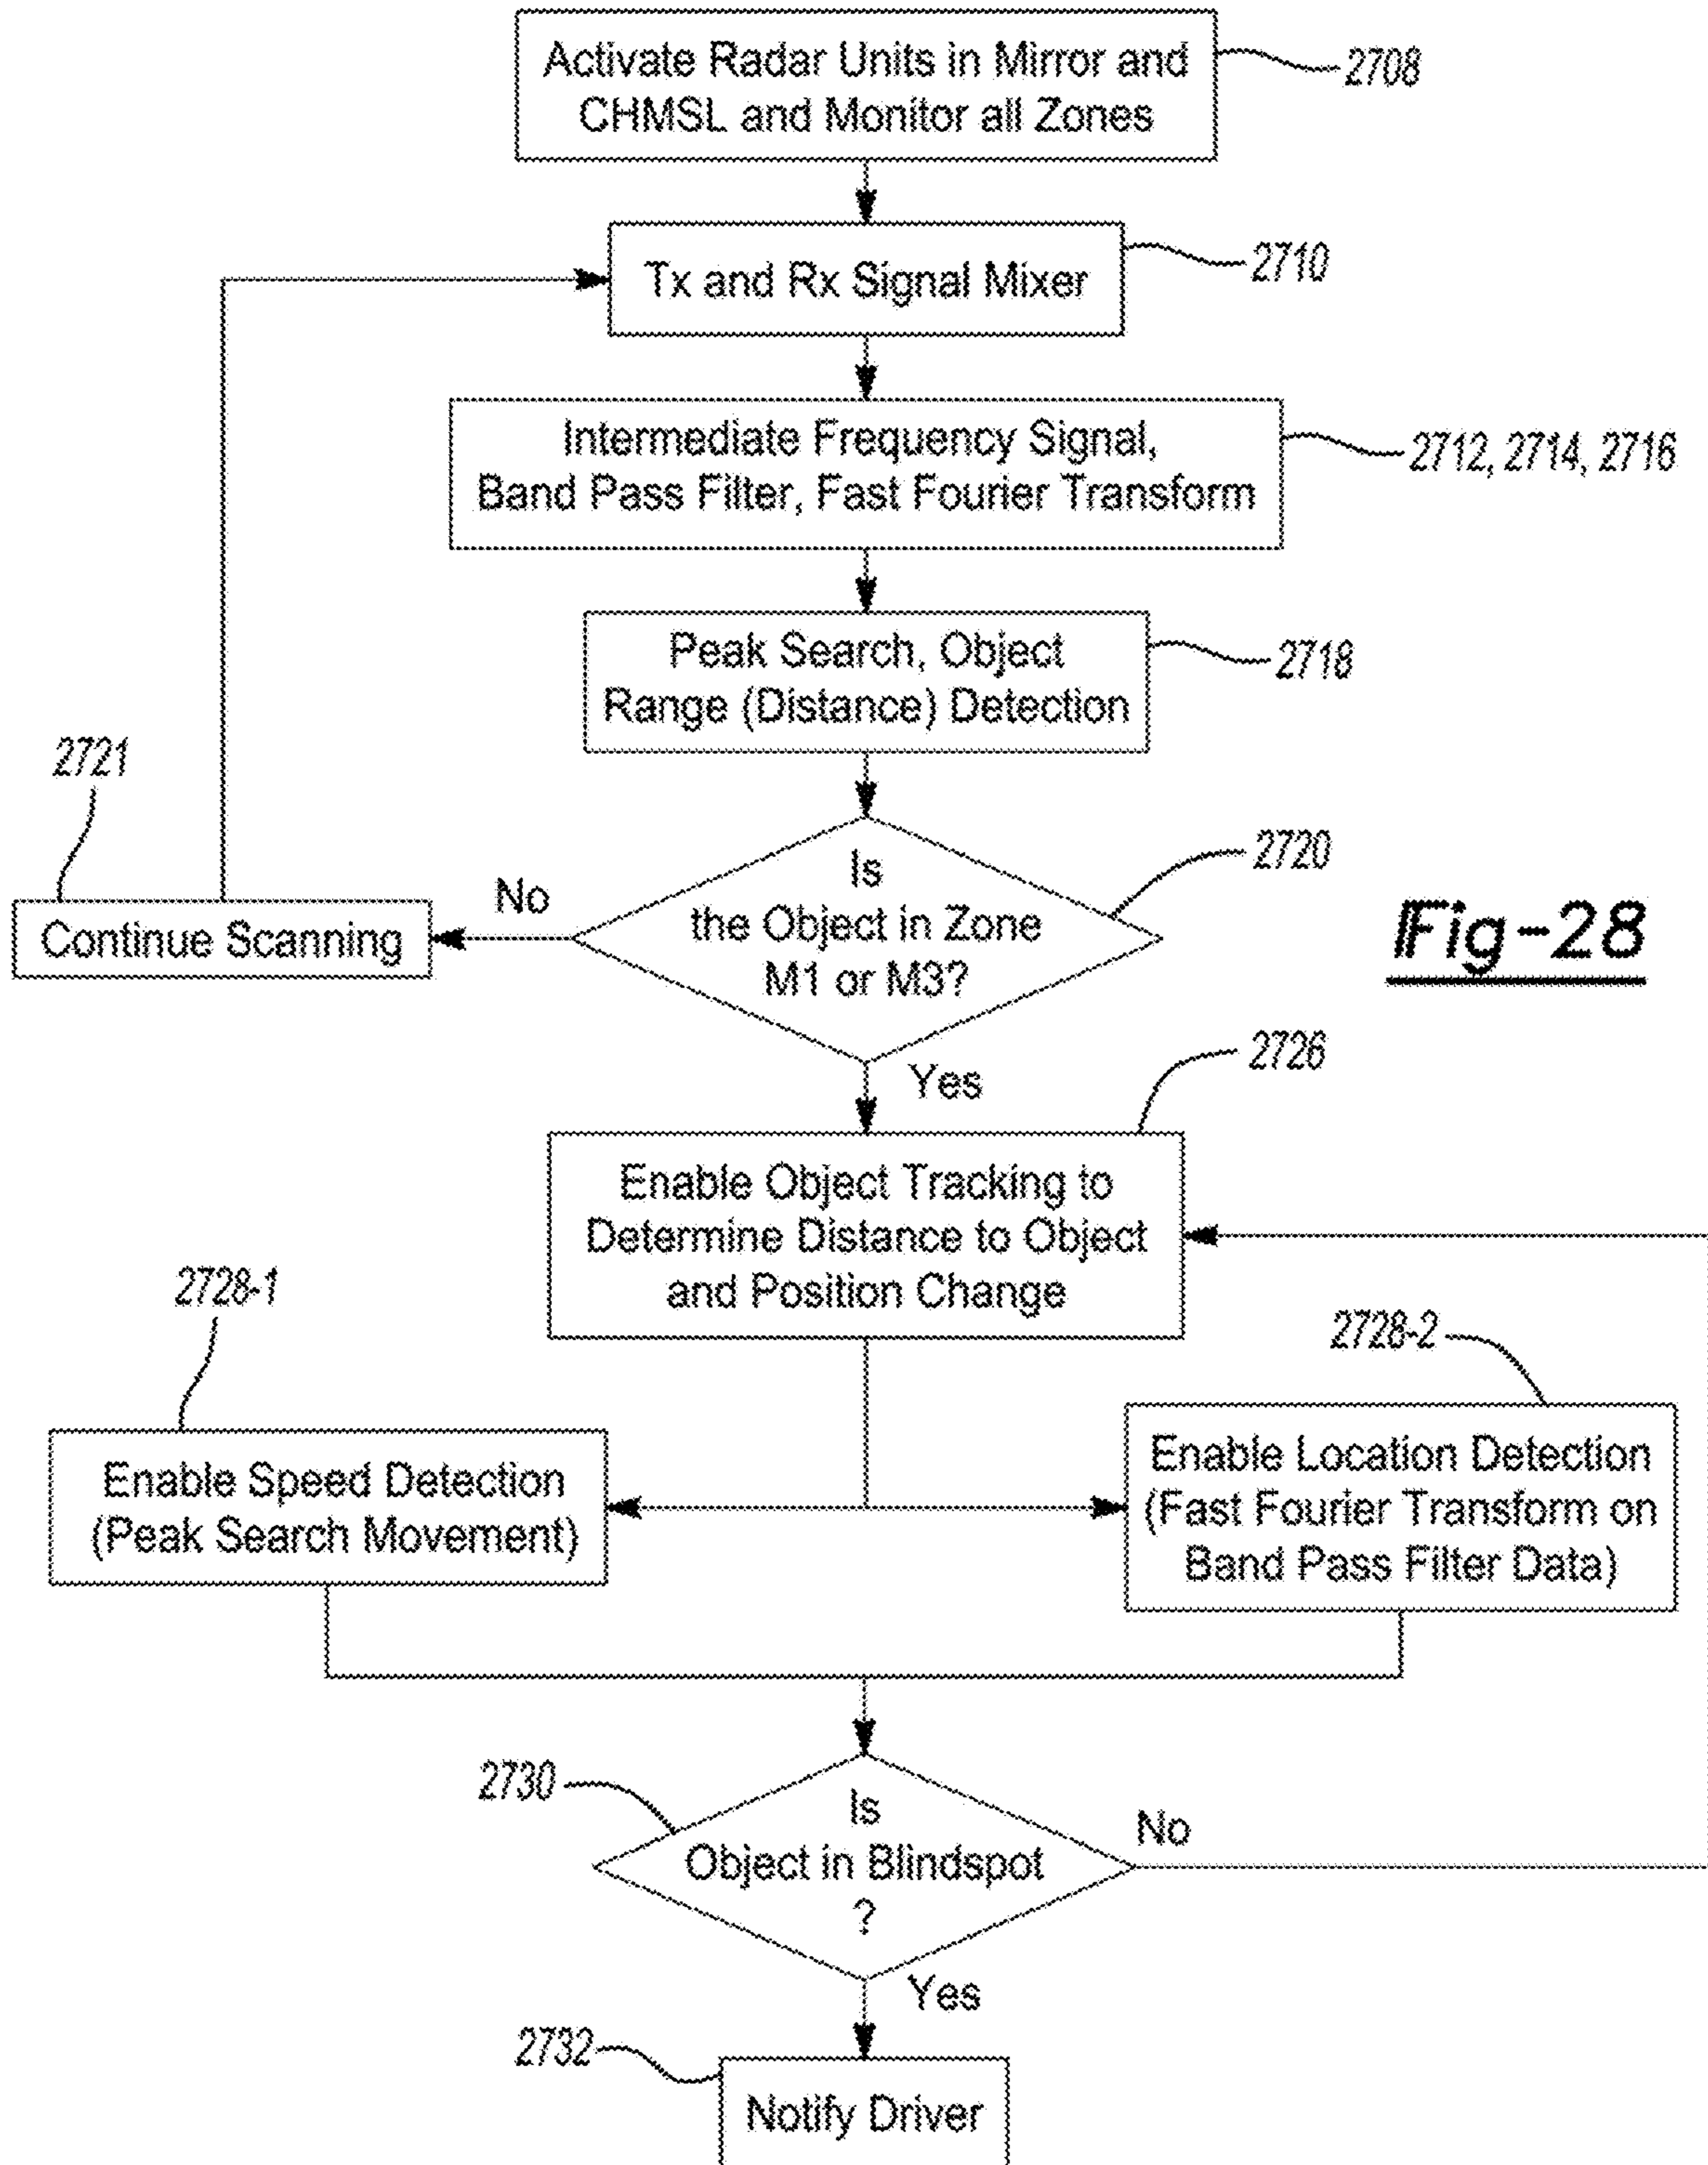 Activate Radar Units in Mirror and
CHMSL and Monitor all Zones
2708
Tx and Rx Signal Mixer
2710
Intermediate Frequency Signal,
Band Pass Filter, Fast Fourier Transform
2712, 2714, 2716
Peak Search, Object
Range (Distance) Detection
2718
2721
Continue Scanning
No
Is
the Object in Zone
M1 or M3?
2720
Fig-28
Yes
2726
Enable Object Tracking to
Determine Distance to Object
and Position Change
2728-1
Enable Speed Detection
(Peak Search Movement)
2728-2
Enable Location Detection
(Fast Fourier Transform on
Band Pass Filter Data)
2730
Is
Object in Blindspot
?
No
Yes
2732
Notify Driver